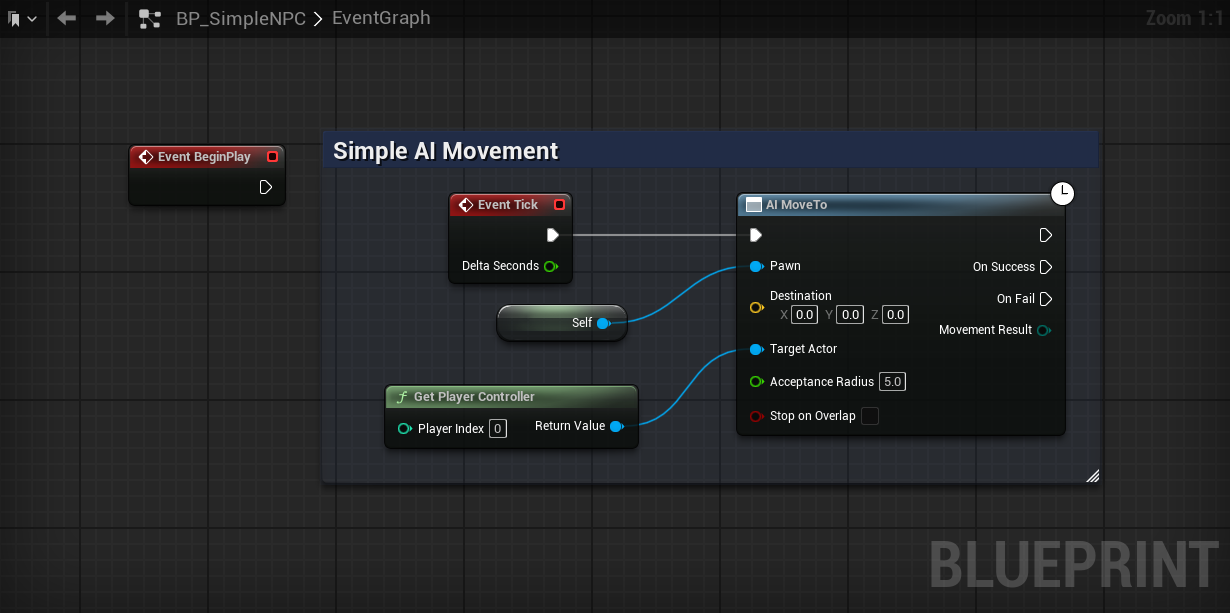 BP_SimpleNPC > EventGraph
Zoom 1:1
Simple AI Movement
Event BeginPlay
Event Tick
Delta Seconds
Self
f Get Player Controller
Player Index 0
Return Value
AI MoveTo
Pawn
On Success
Destination
X 0.0 Y 0.0 Z 0.0
On Fail
Movement Result
Target Actor
Acceptance Radius 5.0
Stop on Overlap
BLUEPRINT